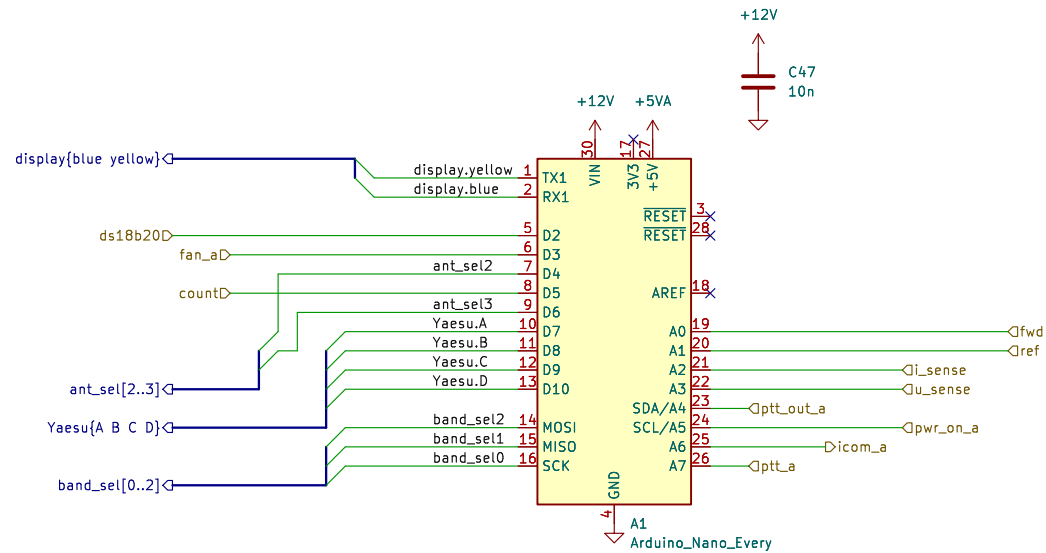 +12V
C47
10n
+12V
+5VA
30
17
27
VIN
3V3
+5V
display{blue yellow}
display.yellow
1
TX1
display.blue
2
RX1
RESET
3
ds18b20
5
D2
RESET
28
fan_a
6
D3
ant_sel2
7
D4
count
8
D5
AREF
18
ant_sel3
9
D6
Yaesu.A
10
D7
A0
19
fwd
Yaesu.B
11
D8
A1
20
ref
Yaesu.C
12
D9
A2
21
i_sense
ant_sel[2..3]
Yaesu.D
13
D10
A3
22
u_sense
SDA/A4
23
ptt_out_a
Yaesu{A B C D}
band_sel2
14
MOSI
SCL/A5
24
pwr_on_a
band_sel1
15
MISO
A6
25
icom_a
band_sel0
16
SCK
A7
26
ptt_a
band_sel[0..2]
GND
4
A1
Arduino_Nano_Every